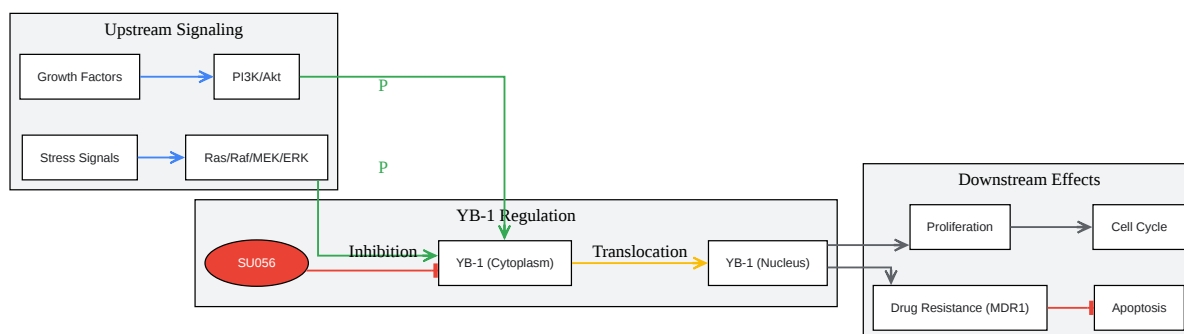 Upstream Signaling
Growth Factors
PI3K/Akt
P
Stress Signals
Ras/Raf/MEK/ERK
P
YB-1 Regulation
SU056
Inhibition
YB-1 (Cytoplasm)
Translocation
YB-1 (Nucleus)
Downstream Effects
Proliferation
Cell Cycle
Drug Resistance (MDR1)
Apoptosis